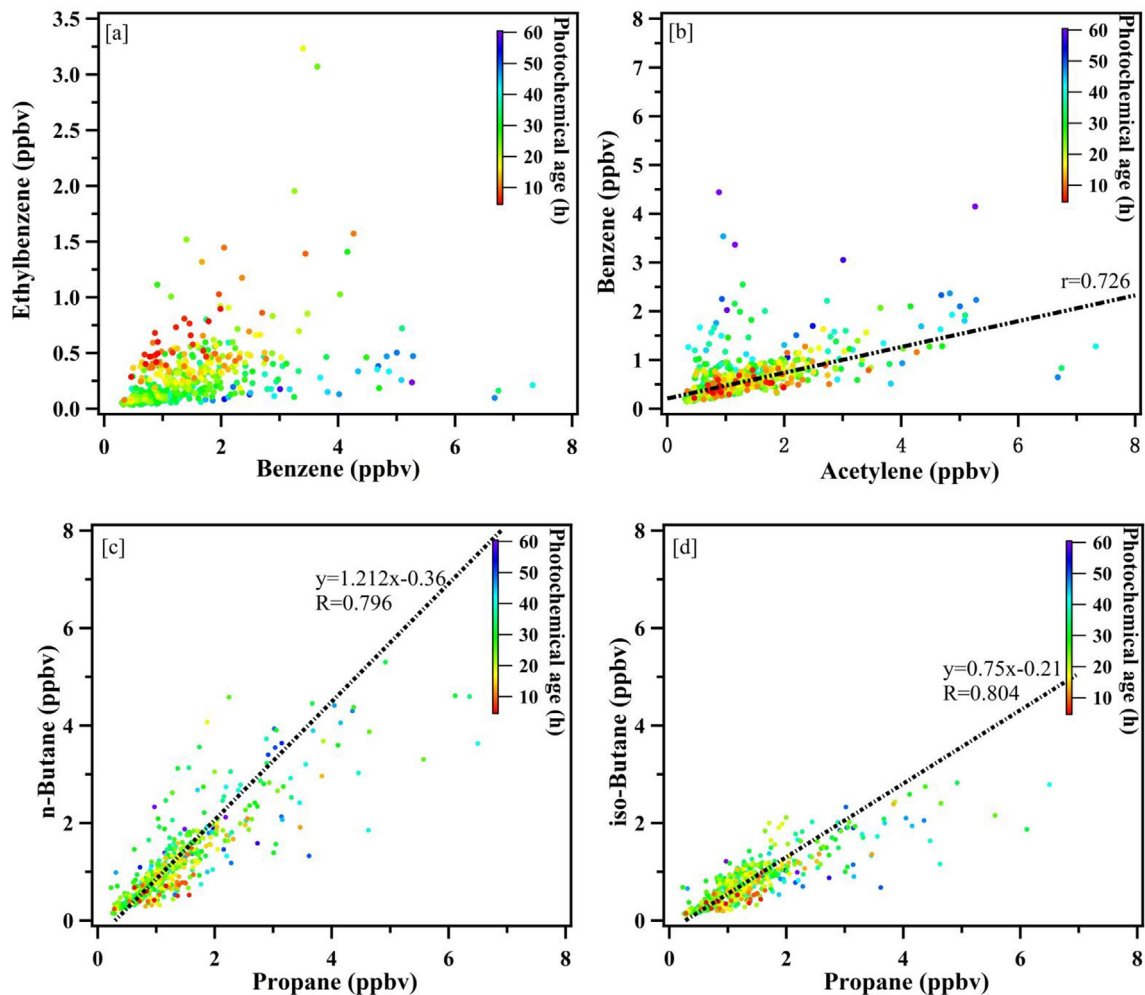 [a]
3.5
3.0
2.5
2.0
1.5
1.0
0.5
0.0
Ethylbenzene (ppbv)
0 2 4 6 8
Benzene (ppbv)
60
50
40
30
20
10
Photochemical age (h)
[b]
8
7
6
5
4
3
2
1
0
Benzene (ppbv)
0 2 4 6 8
Acetylene (ppbv)
r=0.726
60
50
40
30
20
10
Photochemical age (h)
[c]
8
6
4
2
0
n-Butane (ppbv)
0 2 4 6 8
Propane (ppbv)
y=1.212x-0.36
R=0.796
60
50
40
30
20
10
Photochemical age (h)
[d]
8
6
4
2
0
iso-Butane (ppbv)
0 2 4 6 8
Propane (ppbv)
y=0.75x-0.21
R=0.804
60
50
40
30
20
10
Photochemical age (h)